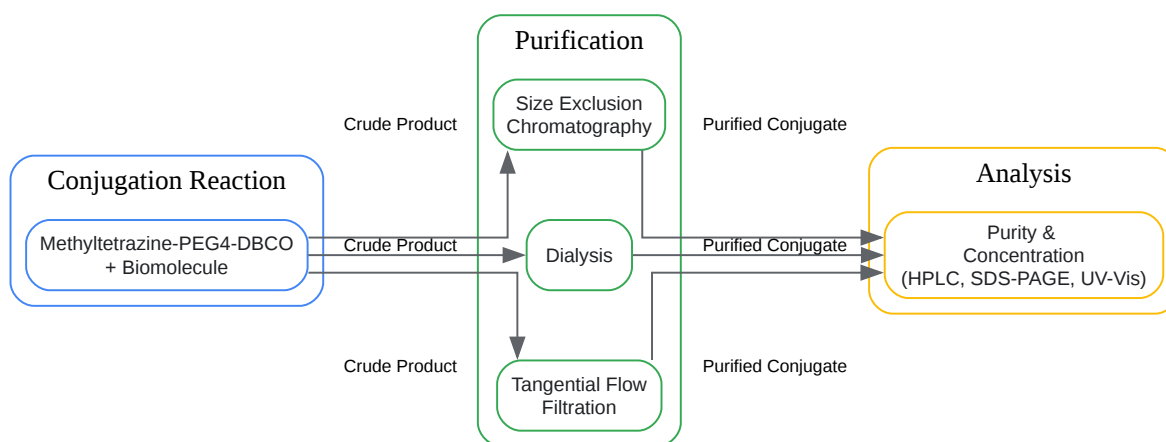 Conjugation Reaction
Methyltetrazine-PEG4-DBCO
+ Biomolecule
Crude Product
Crude Product
Crude Product
Purification
Size Exclusion
Chromatography
Dialysis
Tangential Flow
Filtration
Purified Conjugate
Purified Conjugate
Purified Conjugate
Analysis
Purity &
Concentration
(HPLC, SDS-PAGE, UV-Vis)